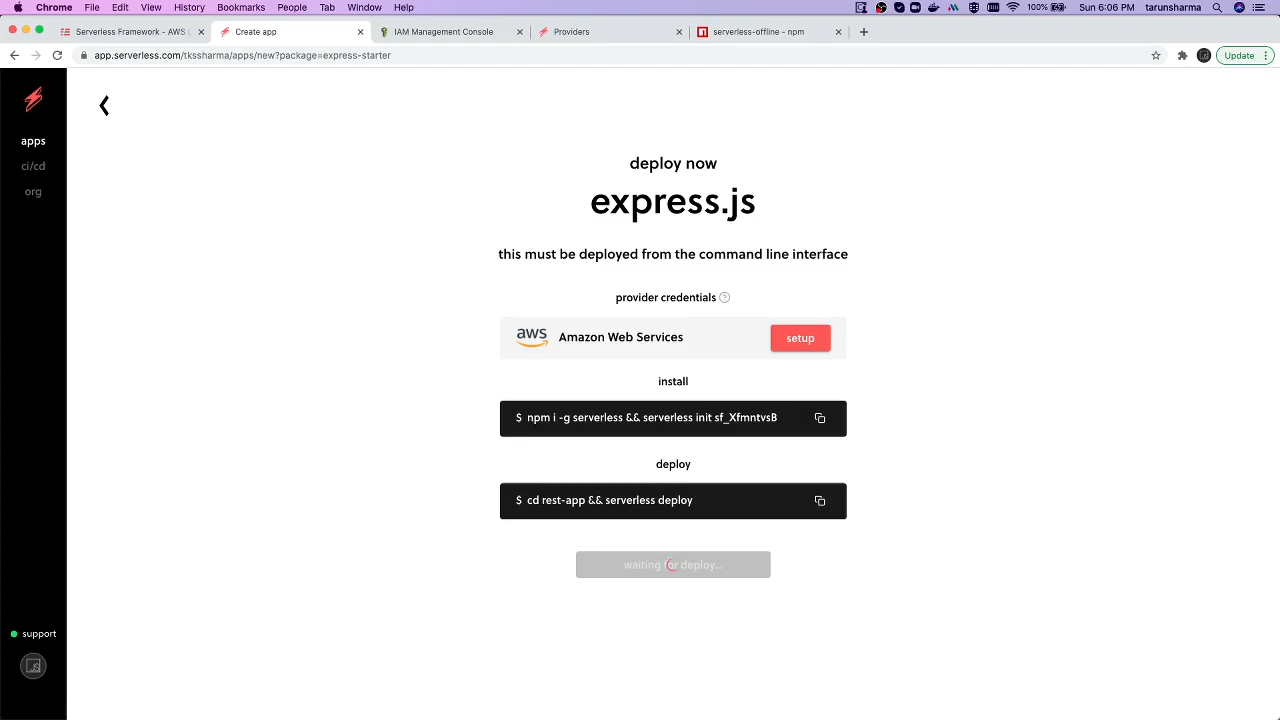 Chrome File Edit View History Bookmarks People Tab Window Help 100% Sun 6:06 PM tarunsharma
Serverless Framework - AWS L Create app IAM Management Console Providers serverless-offline - npm
app.serverless.com/tkssharma/apps/new?package=express-starter Update
apps
ci/cd
org
deploy now
express.js
this must be deployed from the command line interface
provider credentials ?
aws Amazon Web Services setup
install
$ npm i -g serverless && serverless init sf_XfmntvsB
deploy
$ cd rest-app && serverless deploy
waiting for deploy...
support
JS